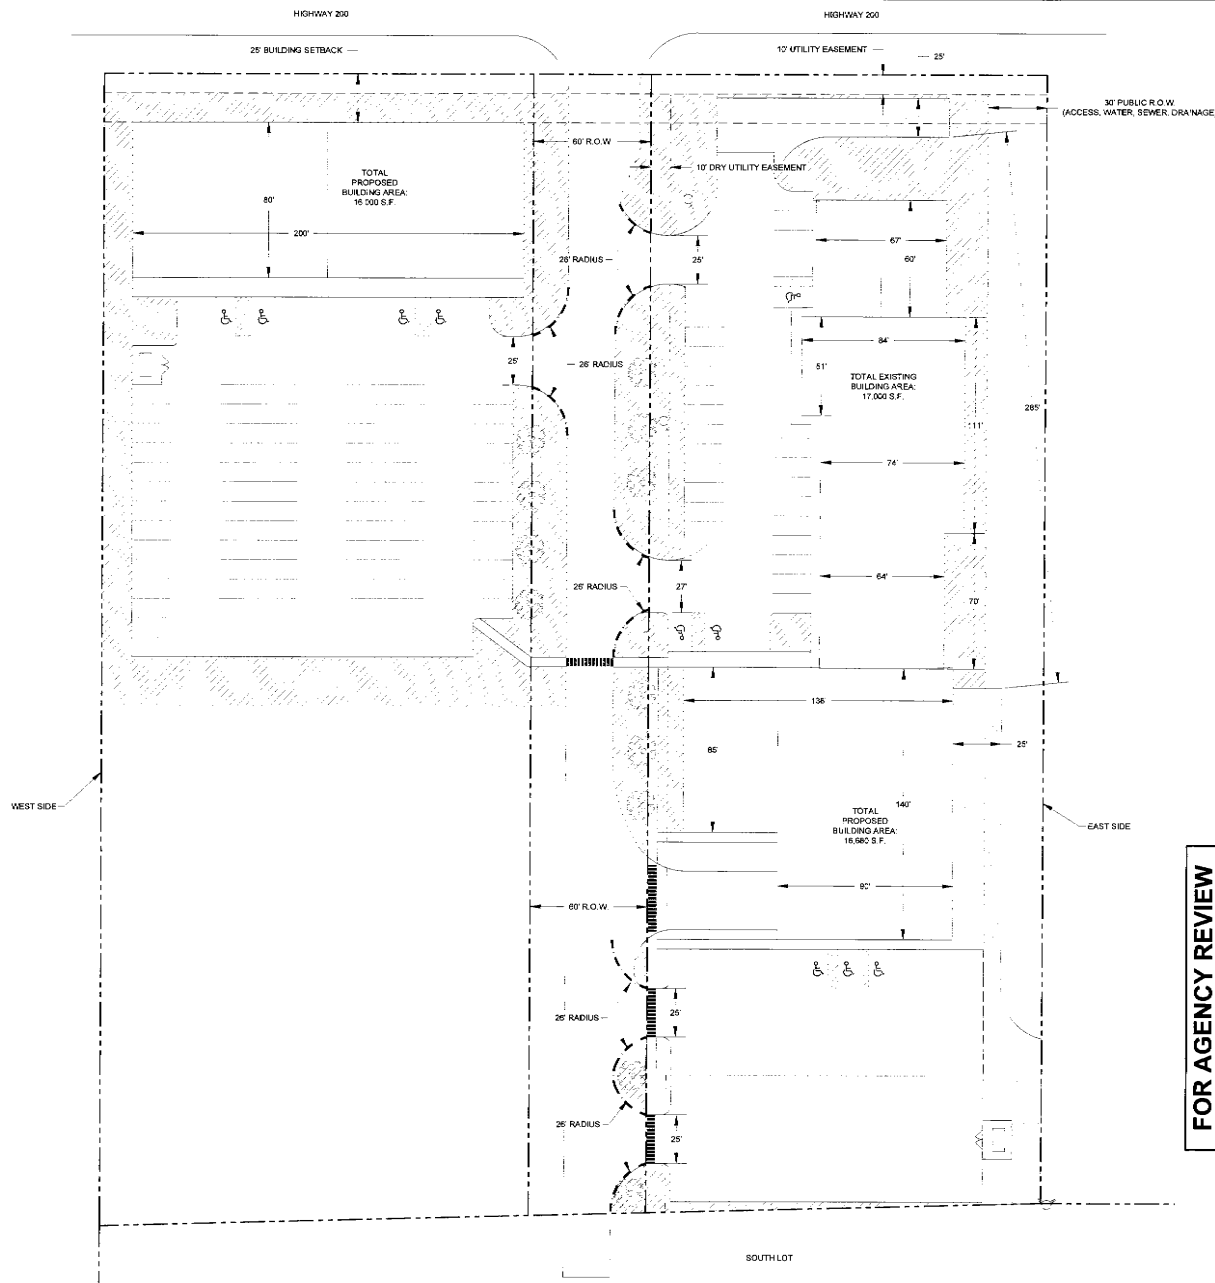 HIGHWAY 200
HIGHWAY 200
25' BUILDING SETBACK
10' UTILITY EASEMENT
25'
30' PUBLIC R.O.W.
(ACCESS, WATER, SEWER, DRAINAGE)
60' R.O.W
10' DRY UTILITY EASEMENT
TOTAL
PROPOSED
BUILDING AREA:
16,000 S.F.
80'
200'
67'
60'
26' RADIUS
25'
84'
25'
26' RADIUS
51'
TOTAL EXISTING
BUILDING AREA:
17,000 S.F.
285'
111'
74'
26' RADIUS
27'
64'
70'
136
85'
25'
WEST SIDE
140'
TOTAL
PROPOSED
BUILDING AREA:
16,680 S.F.
EAST SIDE
90'
60' R.O.W.
26' RADIUS
25'
26' RADIUS
25'
SOUTH LOT
FOR AGENCY REVIEW